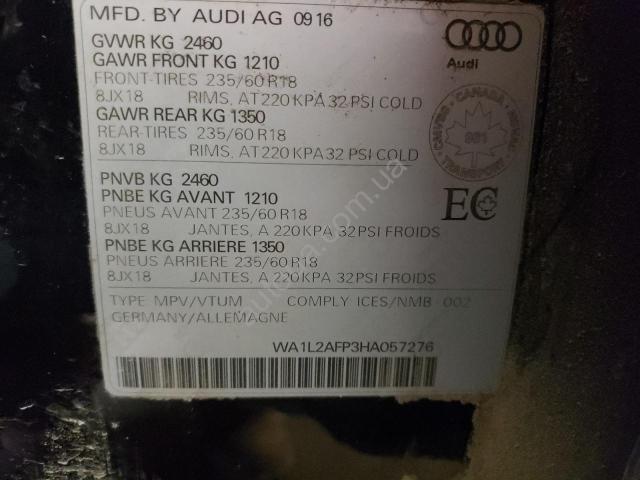 MFD. BY AUDI AG 09 16
GVWR KG 2460
GAWR FRONT KG 1210
FRONT-TIRES 235/60 R18
8JX18 RIMS, AT 220 KPA 32 PSI COLD
GAWR REAR KG 1350
REAR-TIRES 235/60 R18
8JX18 RIMS, AT 220 KPA 32 PSI COLD
Audi
CANADA
TRANSPORT
PNVB KG 2460
PNBE KG AVANT 1210
PNEUS AVANT 235/60 R18
8JX18 JANTES, A 220 KPA 32 PSI FROIDS
PNBE KG ARRIERE 1350
PNEUS ARRIERE 235/60 R18
8JX18 JANTES, A 220 KPA 32 PSI FROIDS
EC
TYPE MPV/VTUM COMPLY ICES/NMB 002
GERMANY/ALLEMAGNE
WA1L2AFP3HA057276